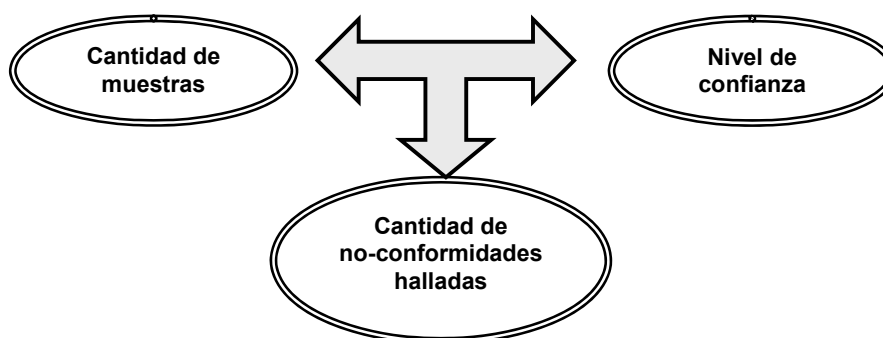 Cantidad de
muestras
Nivel de
confianza
Cantidad de
no-conformidades
halladas